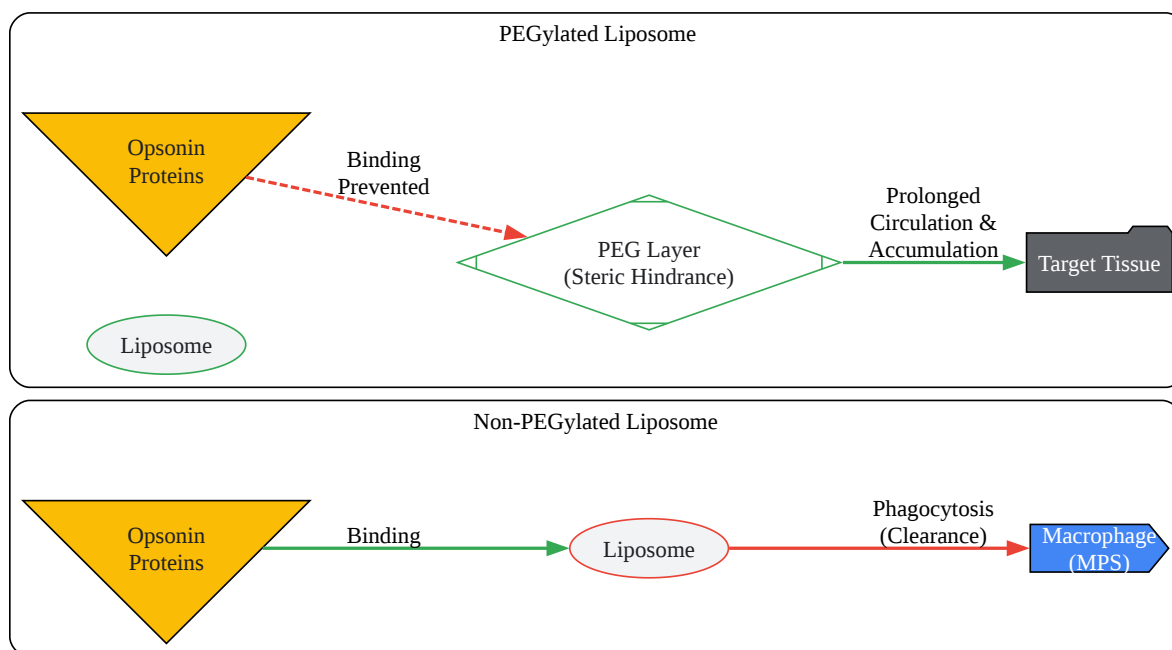 PEGylated Liposome
Opsonin
Proteins
Binding
Prevented
PEG Layer
(Steric Hindrance)
Prolonged
Circulation &
Accumulation
Target Tissue
Liposome
Non-PEGylated Liposome
Opsonin
Proteins
Binding
Liposome
Phagocytosis
(Clearance)
Macrophage
(MPS)